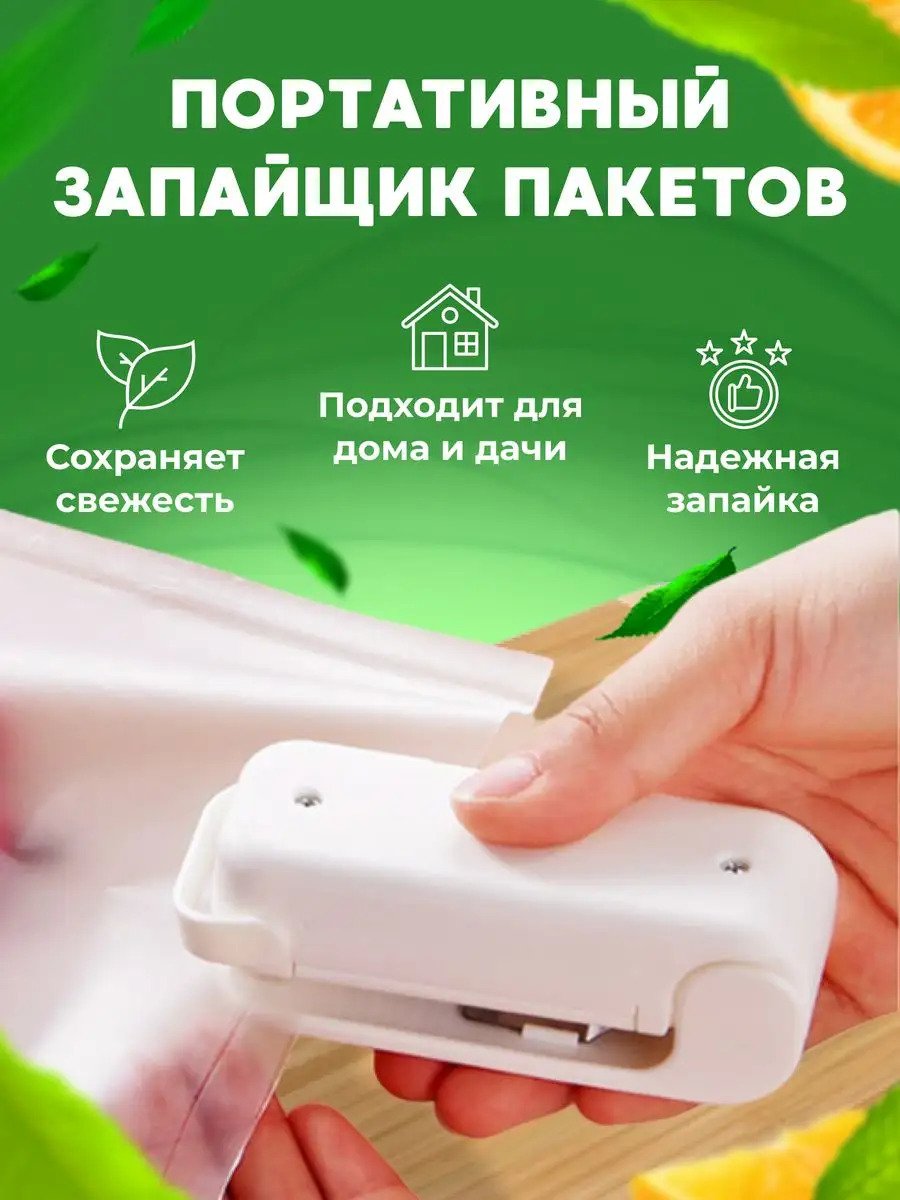 ПОРТАТИВНЫЙ
ЗАПАЙЩИК ПАКЕТОВ
Сохраняет
свежесть
Подходит для
дома и дачи
Надежная
запайка